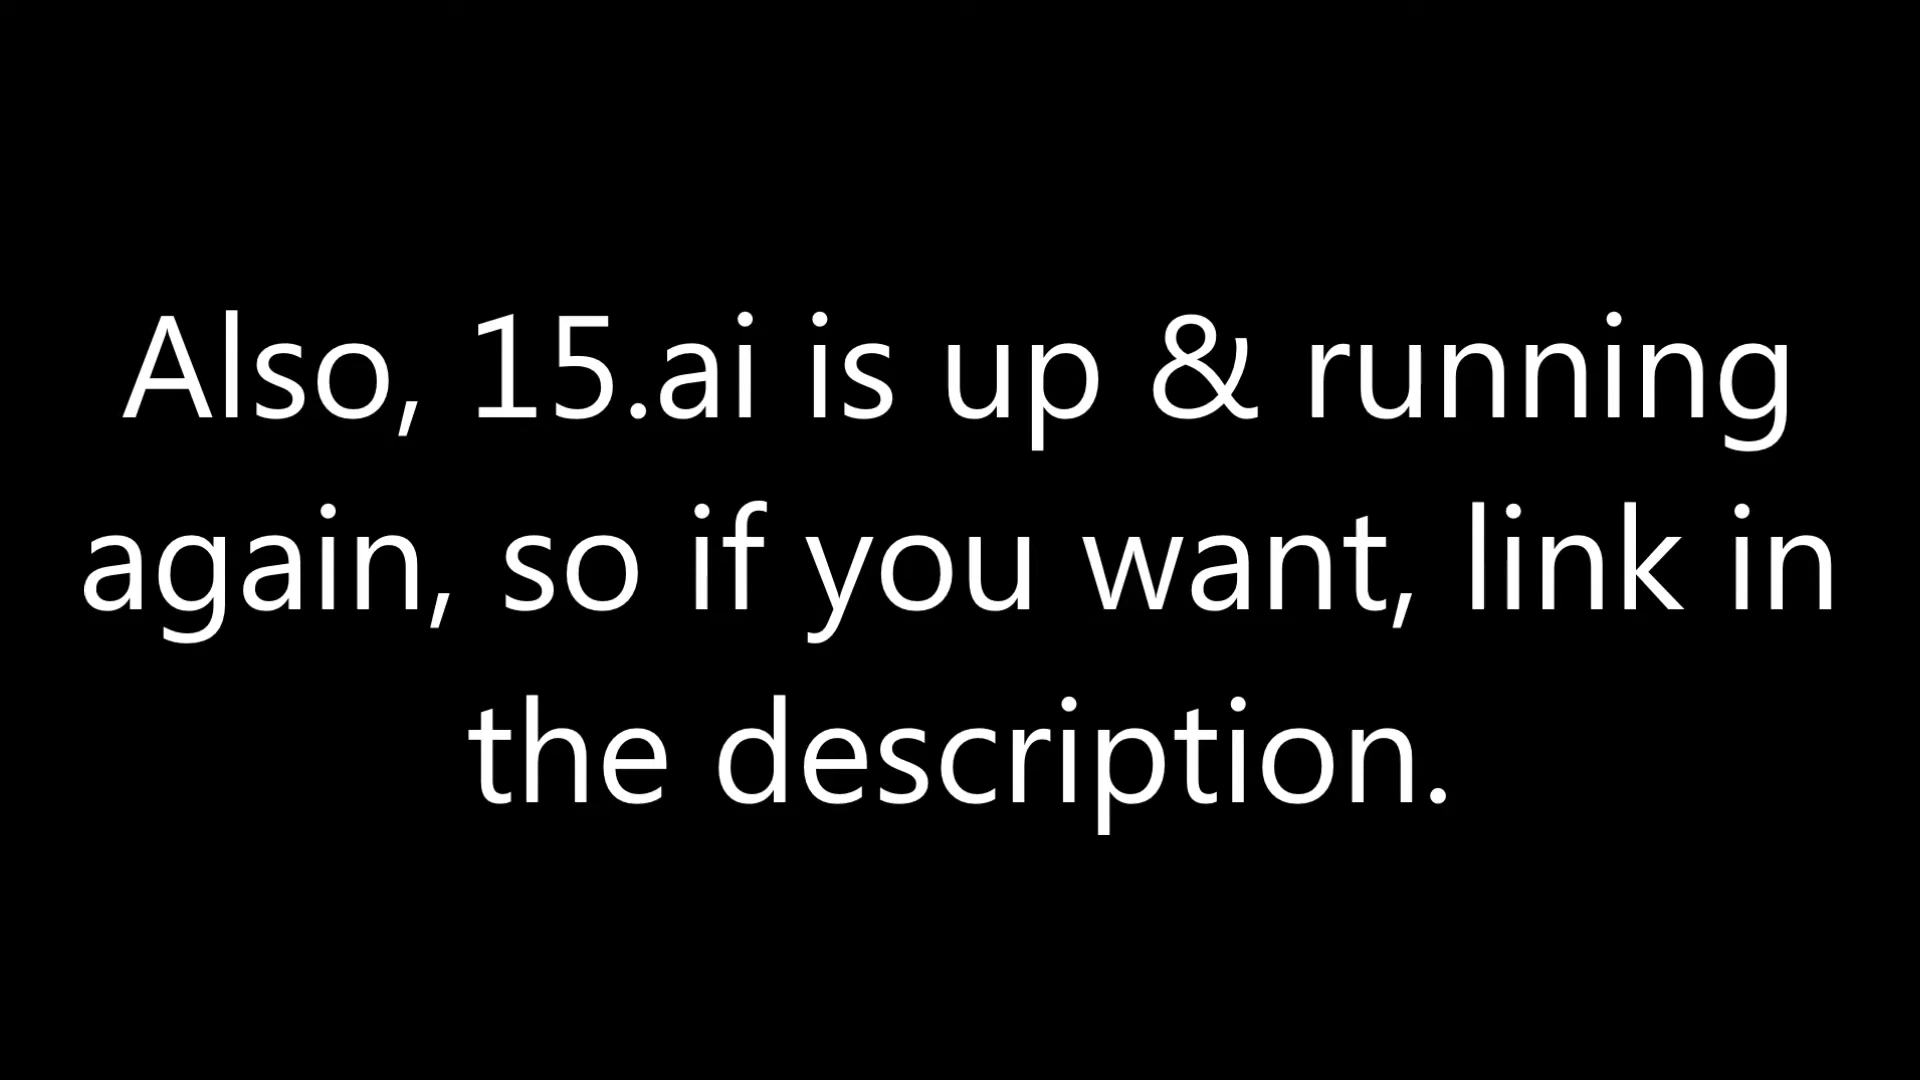 Also, 15.ai is up & running
again, so if you want, link in
the description.